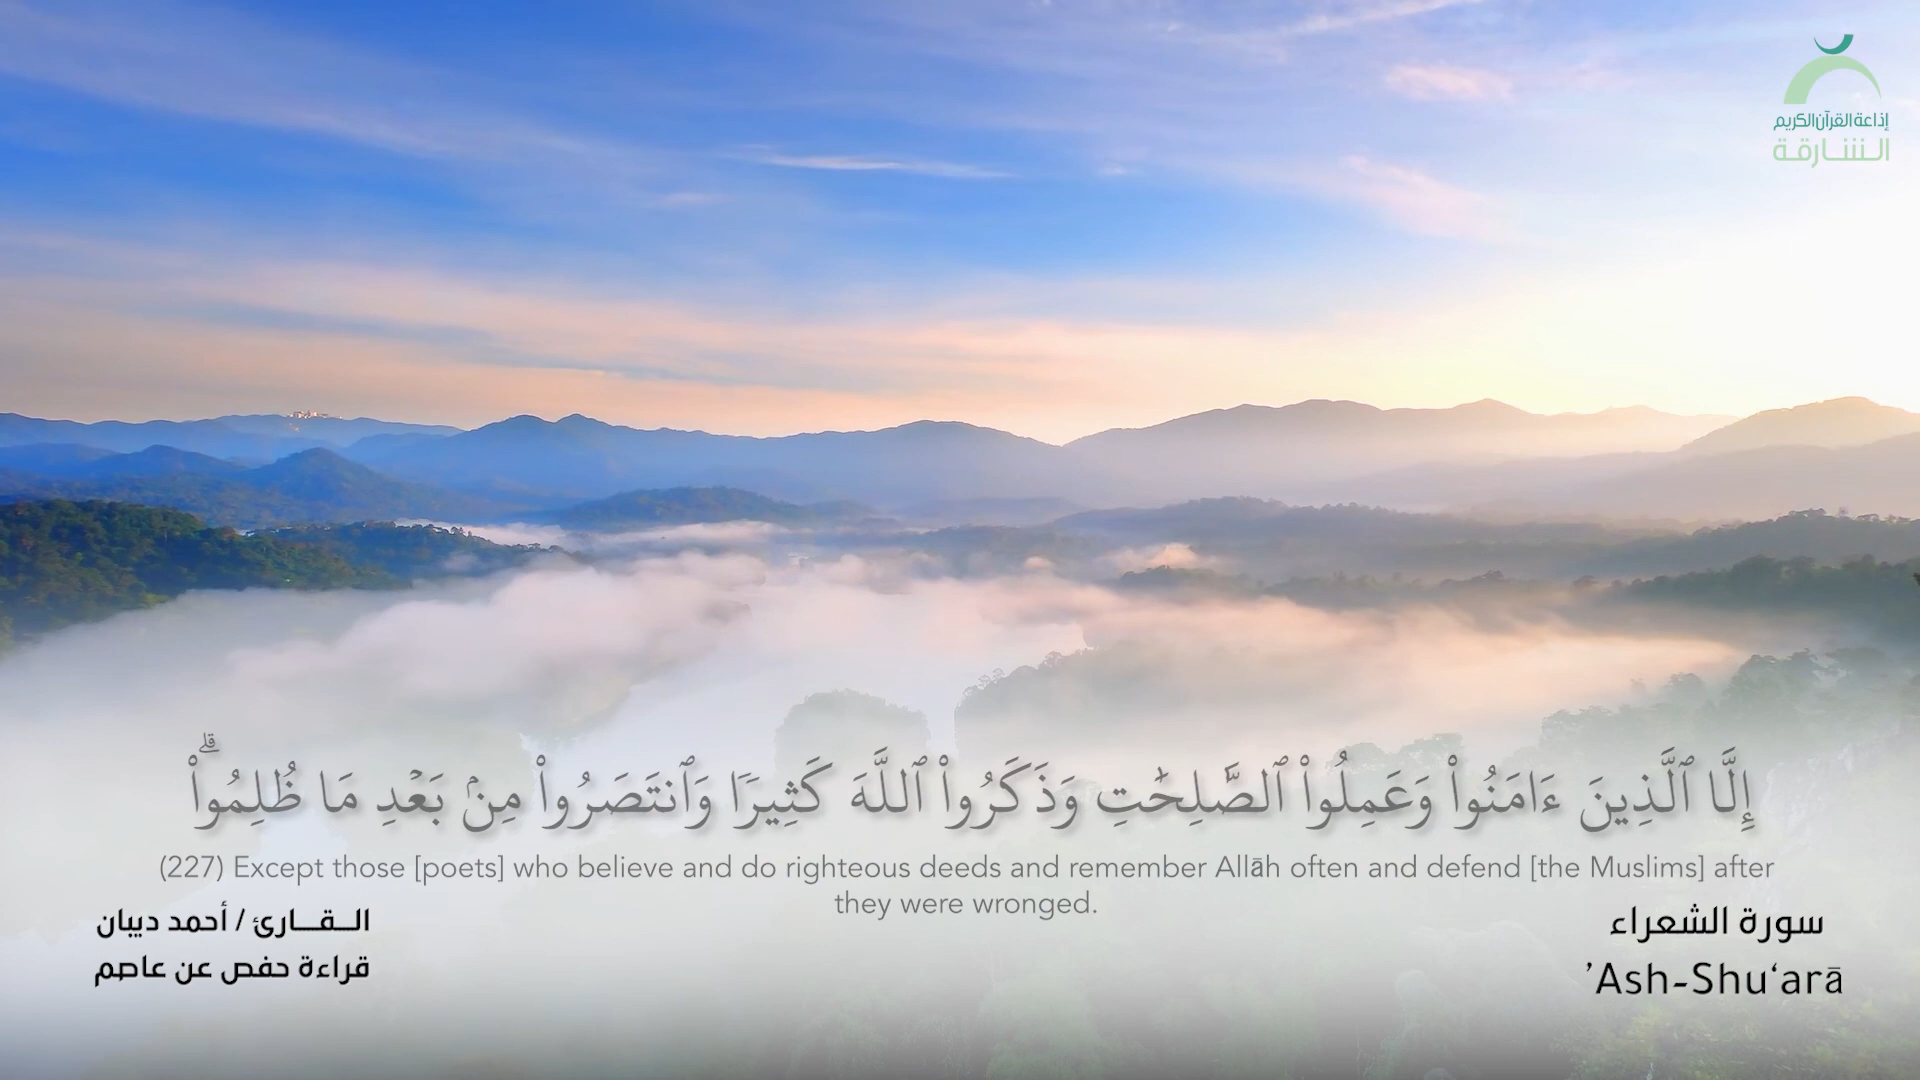 إذاعة القرآن الكريم
الشارقة
إِلَّا ٱلَّذِينَ ءَامَنُوا۟ وَعَمِلُوا۟ ٱلصَّٰلِحَٰتِ وَذَكَرُوا۟ ٱللَّهَ كَثِيرًۭا وَٱنتَصَرُوا۟ مِنۢ بَعْدِ مَا ظُلِمُوا۟ ۗ
(227) Except those [poets] who believe and do righteous deeds and remember Allāh often and defend [the Muslims] after
they were wronged.
سورة الشعراء
’Ash-Shu‘arā
الـقـارئ / أحمد ديبان
قراءة حفص عن عاصم